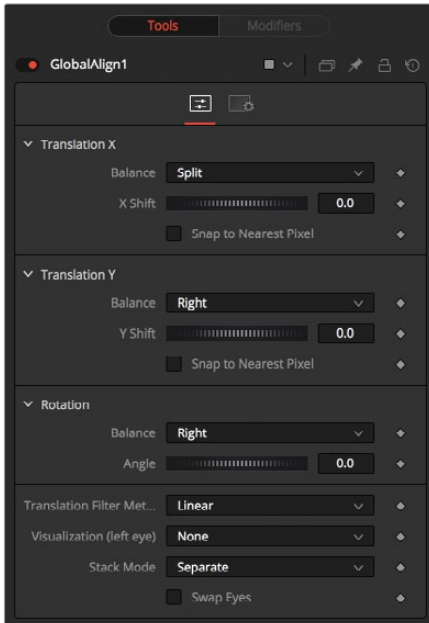 Tools Modifiers
GlobalAlign1
Translation X
Balance Split
X Shift 0.0
Snap to Nearest Pixel
Translation Y
Balance Right
Y Shift 0.0
Snap to Nearest Pixel
Rotation
Balance Right
Angle 0.0
Translation Filter Met... Linear
Visualization (left eye) None
Stack Mode Separate
Swap Eyes